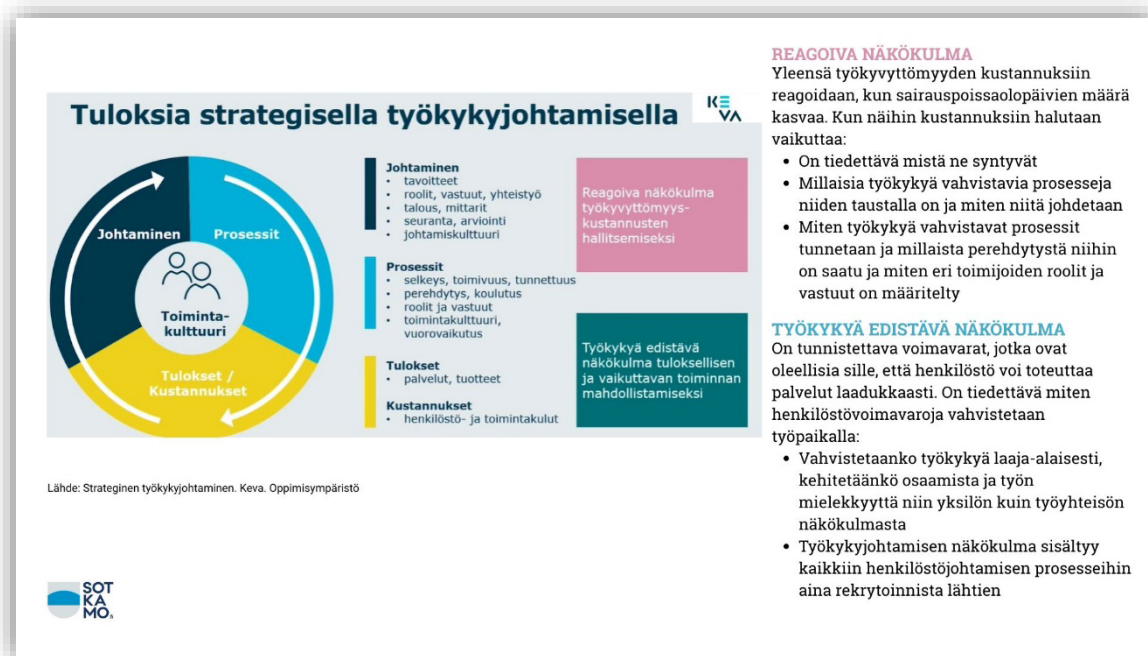 Tuloksia strategisella työkykyjohtamisella
KEVA
Johtaminen
Prosessit
Toiminta-
kulttuuri
Tulokset /
Kustannukset
Johtaminen
• tavoitteet
• roolit, vastuut, yhteistyö
• talous, mittarit
• seuranta, arviointi
• johtamiskulttuuri
Prosessit
• selkeys, toimivuus, tunnettuus
• perehdytys, koulutus
• roolit ja vastuut
• toimintakulttuuri,
vuorovaikutus
Tulokset
• palvelut, tuotteet
Kustannukset
• henkilöstö- ja toimintakulut
Reagoiva näkökulma
työkyvyttömyys-
kustannusten
hallitsemiseksi
Työkykyä edistävä
näkökulma tuloksellisen
ja vaikuttavan toiminnan
mahdollistamiseksi
Lähde: Strateginen työkykyjohtaminen. Keva. Oppimisympäristö
SOT
KA
MO.
REAGOIVA NÄKÖKULMA
Yleensä työkyvyttömyyden kustannuksiin
reagoidaan, kun sairauspoissaolopäivien määrä
kasvaa. Kun näihin kustannuksiin halutaan
vaikuttaa:
• On tiedettävä mistä ne syntyvät
• Millaisia työkykyä vahvistavia prosesseja
niiden taustalla on ja miten niitä johdetaan
• Miten työkykyä vahvistavat prosessit
tunnetaan ja millaista perehdytystä niihin
on saatu ja miten eri toimijoiden roolit ja
vastuut on määritelty
TYÖKYKYÄ EDISTÄVÄ NÄKÖKULMA
On tunnistettava voimavarat, jotka ovat
oleellisia sille, että henkilöstö voi toteuttaa
palvelut laadukkaasti. On tiedettävä miten
henkilöstövoimavaroja vahvistetaan
työpaikalla:
• Vahvistetaanko työkykyä laaja-alaisesti,
kehitetäänkö osaamista ja työn
mielekkyyttä niin yksilön kuin työyhteisön
näkökulmasta
• Työkykyjohtamisen näkökulma sisältyy
kaikkiin henkilöstöjohtamisen prosesseihin
aina rekrytoinnista lähtien